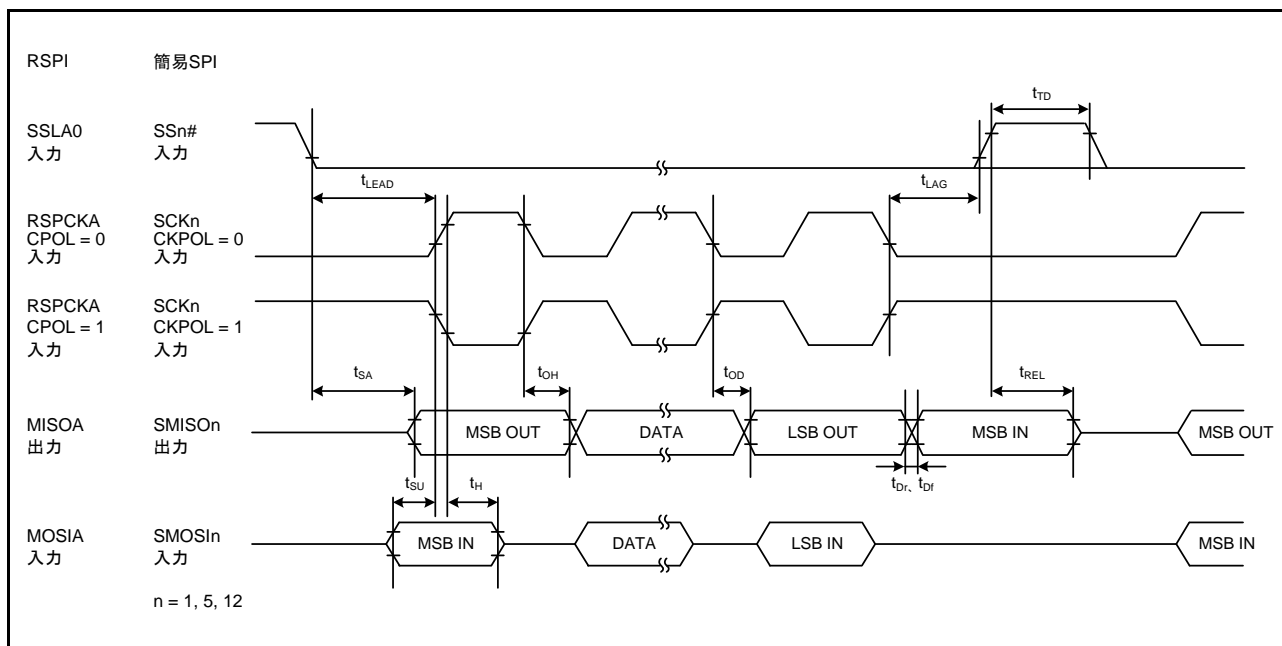 RSPI 簡易SPI
SSLA0 SSn#
入力 入力
tTD
tLEAD
tLAG
RSPCKA SCKn
CPOL = 0 CKPOL = 0
入力 入力
RSPCKA SCKn
CPOL = 1 CKPOL = 1
入力 入力
tSA tOH tOD tREL
MISOA SMISOn
出力 出力
MSB OUT DATA LSB OUT MSB IN MSB OUT
tSU tH tDr、tDf
MOSIA SMOSIn
入力 入力
MSB IN DATA LSB IN MSB IN
n = 1, 5, 12